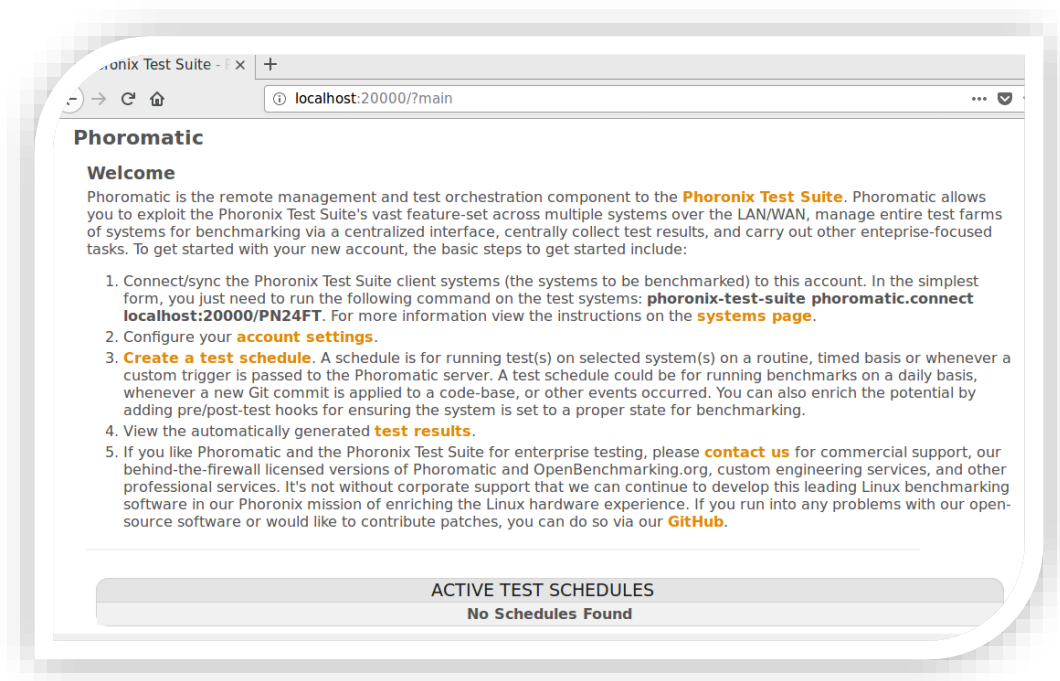 ronix Test Suite - P × +
localhost:20000/?main
Phoromatic
Welcome
Phoromatic is the remote management and test orchestration component to the Phoronix Test Suite. Phoromatic allows
you to exploit the Phoronix Test Suite's vast feature-set across multiple systems over the LAN/WAN, manage entire test farms
of systems for benchmarking via a centralized interface, centrally collect test results, and carry out other enteprise-focused
tasks. To get started with your new account, the basic steps to get started include:
1. Connect/sync the Phoronix Test Suite client systems (the systems to be benchmarked) to this account. In the simplest
form, you just need to run the following command on the test systems: phoronix-test-suite phoromatic.connect
localhost:20000/PN24FT. For more information view the instructions on the systems page.
2. Configure your account settings.
3. Create a test schedule. A schedule is for running test(s) on selected system(s) on a routine, timed basis or whenever a
custom trigger is passed to the Phoromatic server. A test schedule could be for running benchmarks on a daily basis,
whenever a new Git commit is applied to a code-base, or other events occurred. You can also enrich the potential by
adding pre/post-test hooks for ensuring the system is set to a proper state for benchmarking.
4. View the automatically generated test results.
5. If you like Phoromatic and the Phoronix Test Suite for enterprise testing, please contact us for commercial support, our
behind-the-firewall licensed versions of Phoromatic and OpenBenchmarking.org, custom engineering services, and other
professional services. It's not without corporate support that we can continue to develop this leading Linux benchmarking
software in our Phoronix mission of enriching the Linux hardware experience. If you run into any problems with our open-
source software or would like to contribute patches, you can do so via our GitHub.
ACTIVE TEST SCHEDULES
No Schedules Found